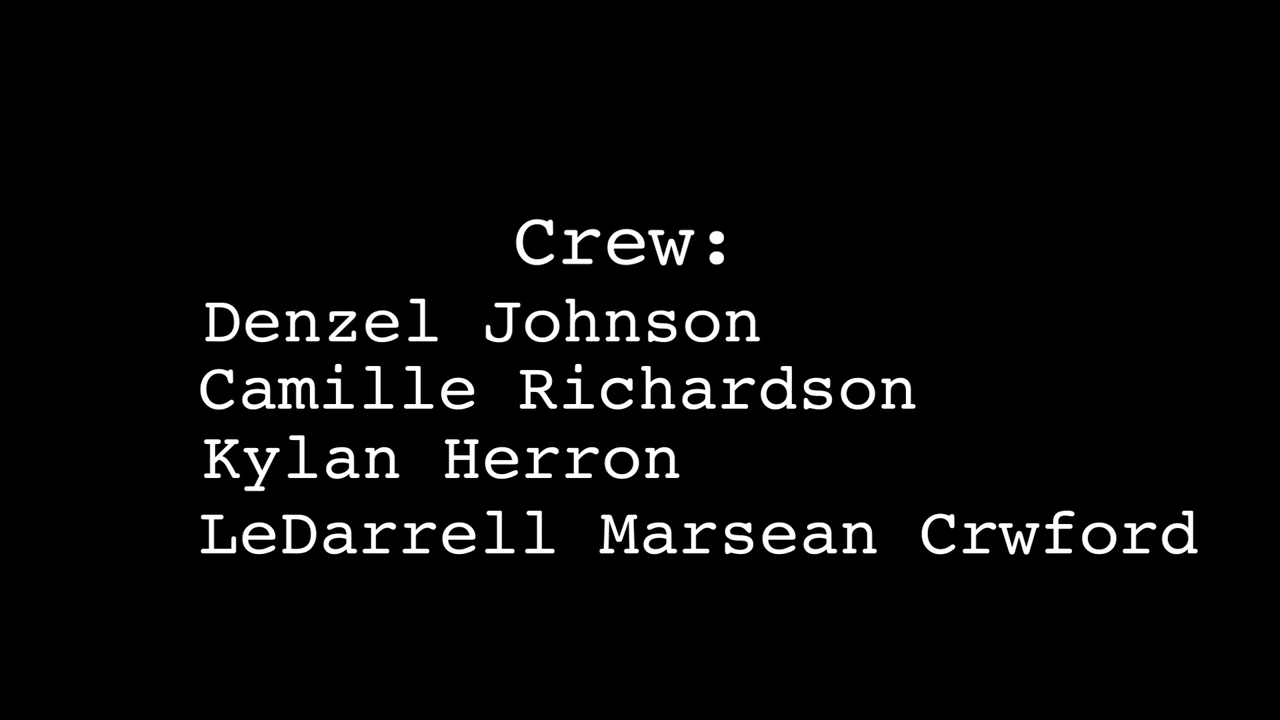 Crew:
Denzel Johnson
Camille Richardson
Kylan Herron
LeDarrell Marsean Crwford